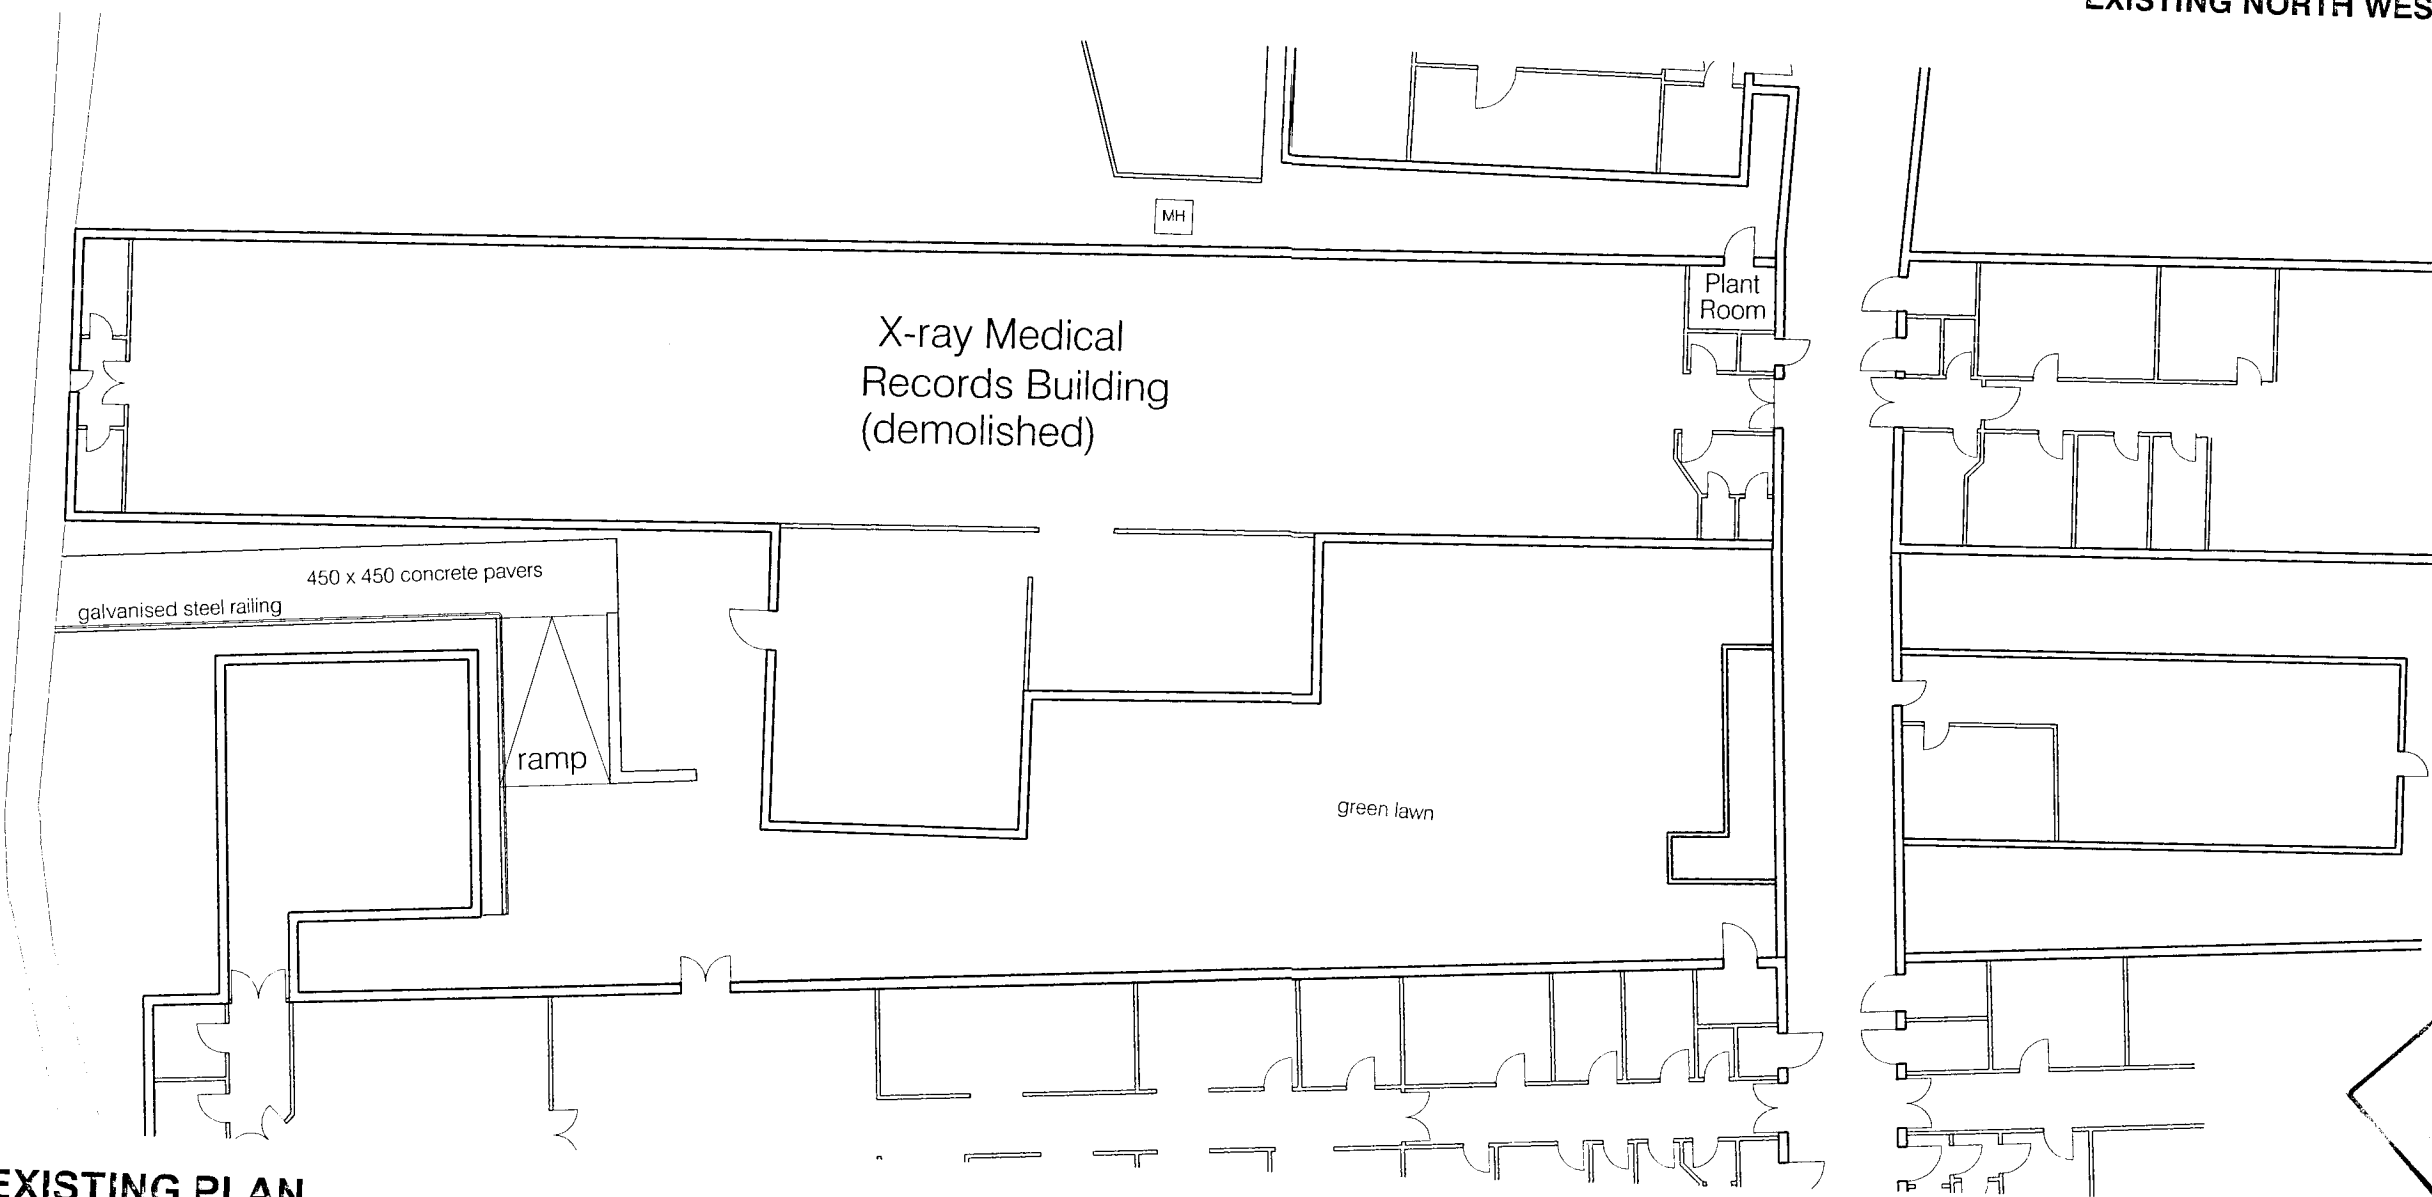 EXISTING NORTH WES
MH
Plant
Room
X-ray Medical
Records Building
(demolished)
450 x 450 concrete pavers
galvanised steel railing
ramp
green lawn
EXISTING PLAN